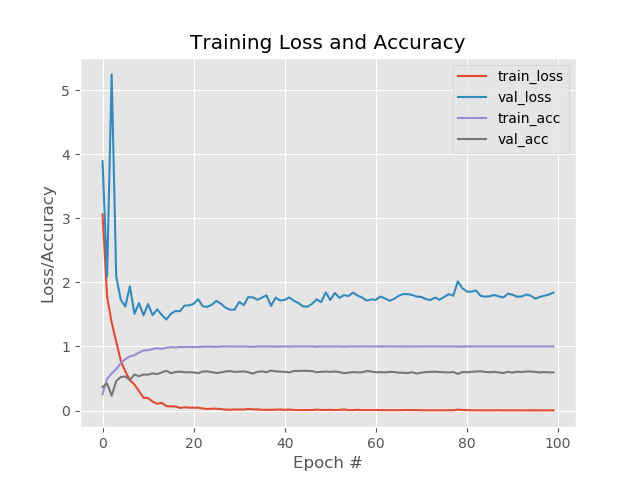 Training Loss and Accuracy
train_loss
val_loss
train_acc
val_acc
5
4
3
2
1
0
Loss/Accuracy
0 20 40 60 80 100
Epoch #